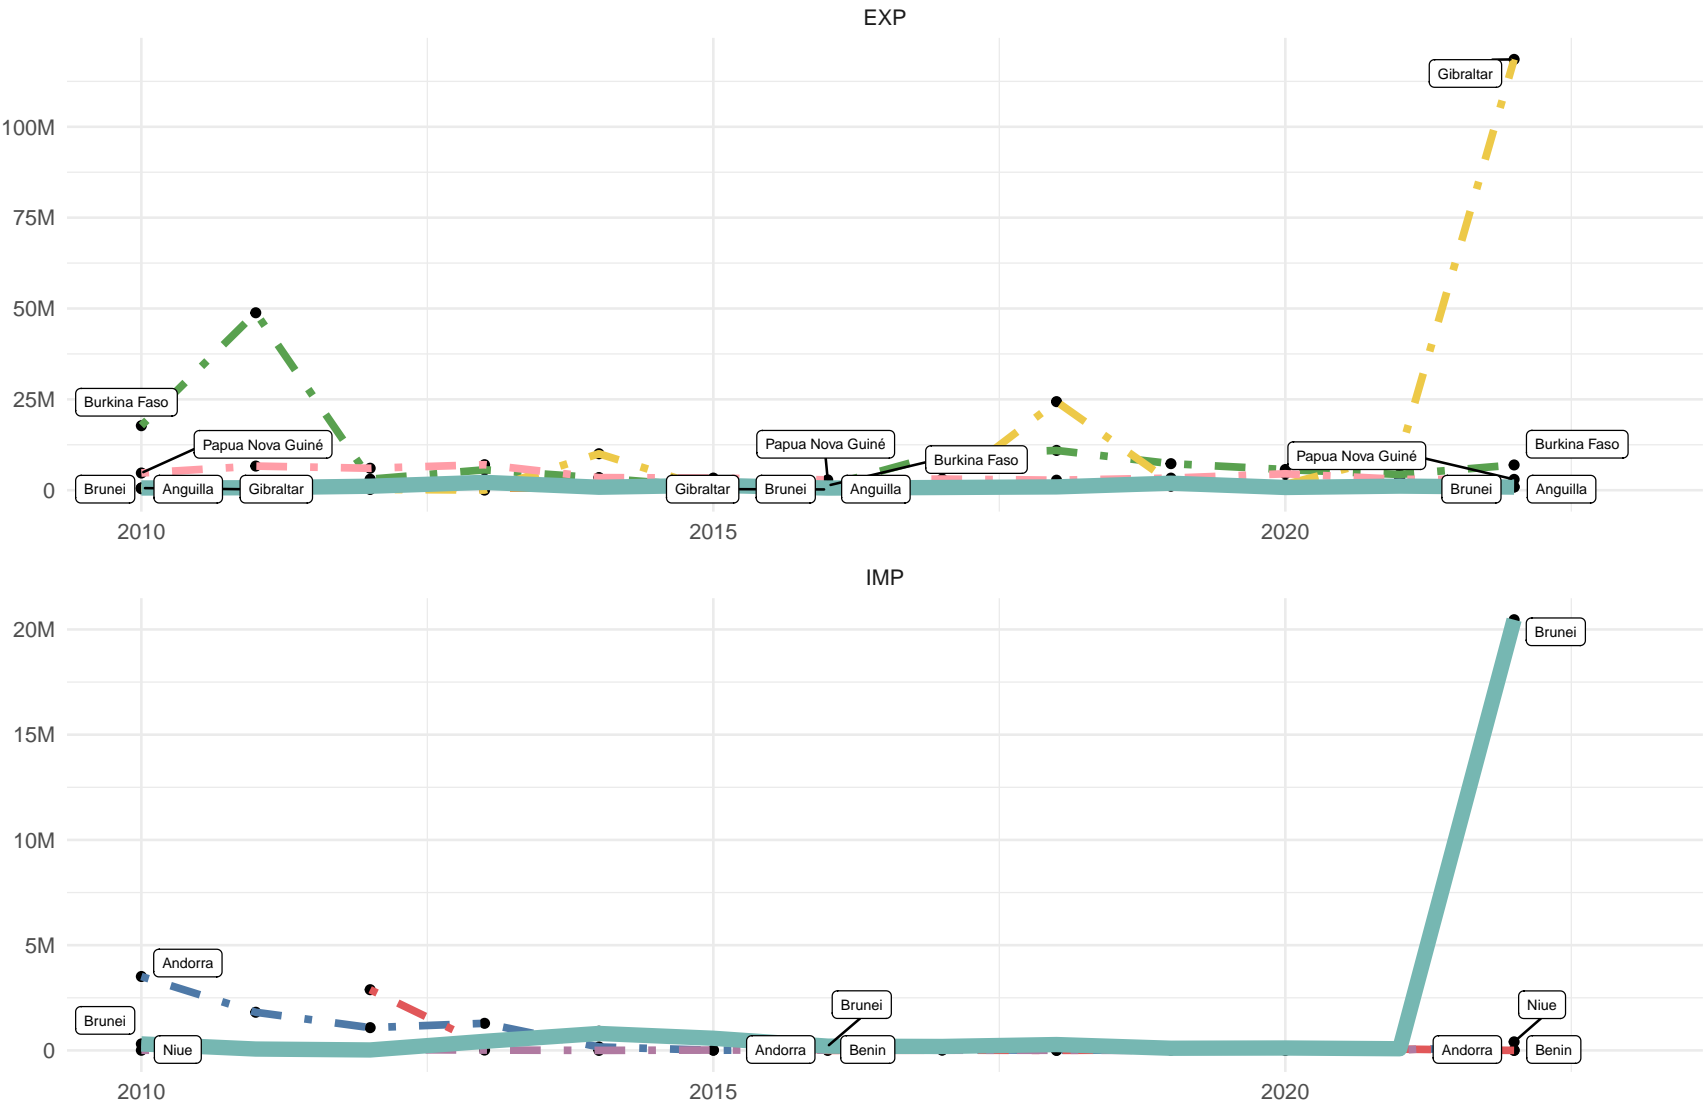 EXP
Gibraltar
100M
75M
50M
25M
Burkina Faso
Papua Nova Guiné
Papua Nova Guiné
Burkina Faso
Papua Nova Guiné
Burkina Faso
0
Brunei
Anguilla
Gibraltar
Gibraltar
Brunei
Anguilla
Brunei
Anguilla
2010
2015
2020
IMP
20M
Brunei
15M
10M
5M
Andorra
Brunei
Brunei
Niue
0
Niue
Andorra
Benin
Andorra
Benin
2010
2015
2020